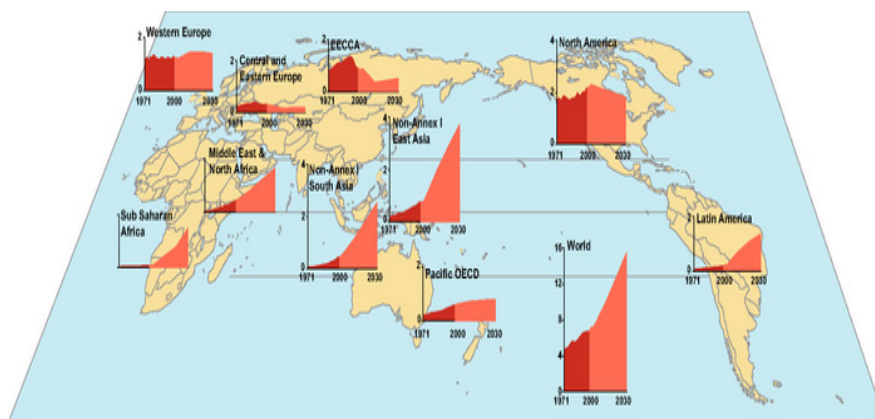 Western Europe
2
0
1971 2000 2030
Central and
Eastern Europe
2
0
1971 2000 2030
EECCA
2
0
1971 2000 2030
North America
4
2
0
1971 2000 2030
Non-Annex I
East Asia
4
2
0
1971 2000 2030
Middle East &
North Africa
Non-Annex I
South Asia
4
2
0
1971 2000 2030
Sub Saharan
Africa
2
0
Pacific OECD
2
0
1971 2000 2030
World
16
12
8
4
0
1971 2000 2030
Latin America
2
0
1971 2000 2030